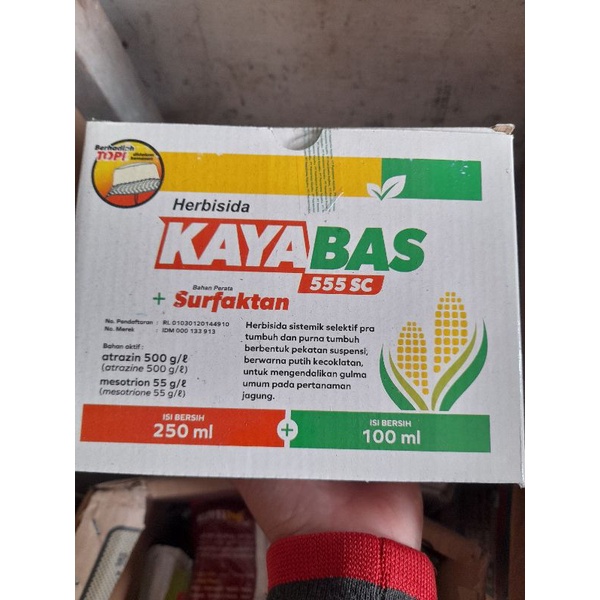 Berhadiah
TOPi
didalam
kemasan
Herbisida
KAYABAS
555 SC
Bahan Perata
+ Surfaktan
No. Pendaftaran : RI. 01030120144910
No. Merek : IDM 000 133 913
Bahan aktif :
atrazin 500 g/ℓ
(atrazine 500 g/ℓ)
mesotrion 55 g/ℓ
(mesotrione 55 g/ℓ)
Herbisida sistemik selektif pra
tumbuh dan purna tumbuh
berbentuk pekatan suspensi,
berwarna putih kecoklatan,
untuk mengendalikan gulma
umum pada pertanaman
jagung.
ISI BERSIH
250 ml
+
ISI BERSIH
100 ml